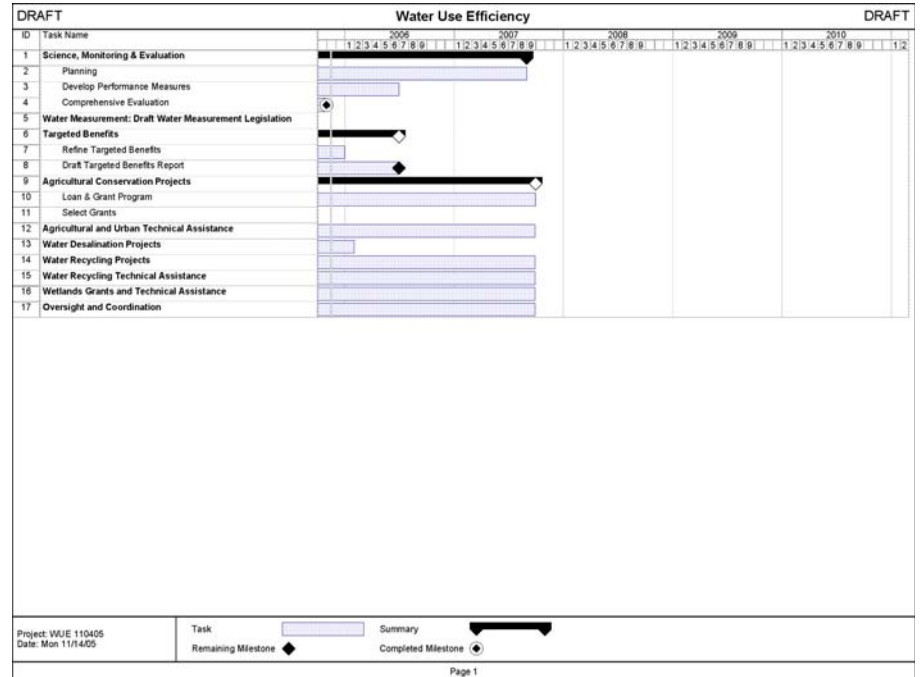 DRAFT Water Use Efficiency DRAFT
ID Task Name 2006 2007 2008 2009 2010
1 2 3 4 5 6 7 8 9 1 2 3 4 5 6 7 8 9 1 2 3 4 5 6 7 8 9 1 2 3 4 5 6 7 8 9 1 2 3 4 5 6 7 8 9 1 2
1 Science, Monitoring & Evaluation
2 Planning
3 Develop Performance Measures
4 Comprehensive Evaluation
5 Water Measurement: Draft Water Measurement Legislation
6 Targeted Benefits
7 Refine Targeted Benefits
8 Draft Targeted Benefits Report
9 Agricultural Conservation Projects
10 Loan & Grant Program
11 Select Grants
12 Agricultural and Urban Technical Assistance
13 Water Desalination Projects
14 Water Recycling Projects
15 Water Recycling Technical Assistance
16 Wetlands Grants and Technical Assistance
17 Oversight and Coordination
Project: WUE 110405
Date: Mon 11/14/05
Task Summary
Remaining Milestone Completed Milestone
Page 1